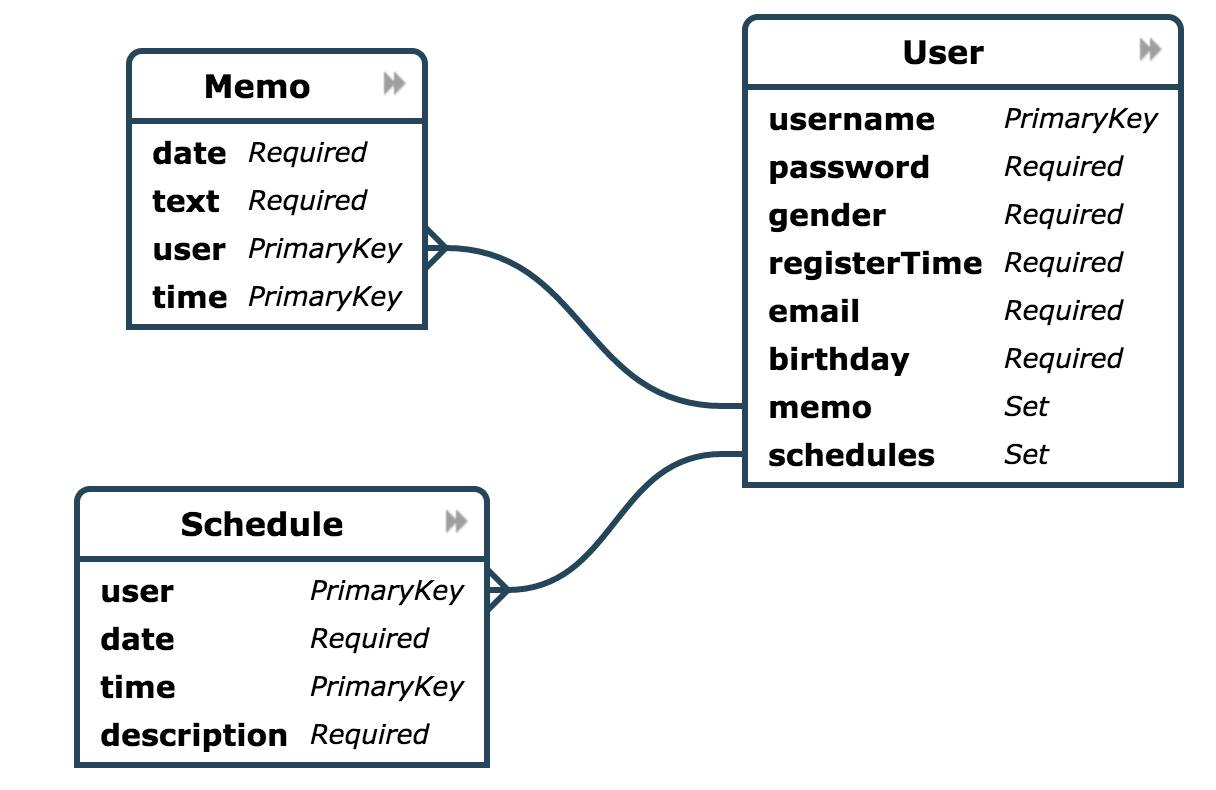 Memo
date Required
text Required
user PrimaryKey
time PrimaryKey
User
username PrimaryKey
password Required
gender Required
registerTime Required
email Required
birthday Required
memo Set
schedules Set
Schedule
user PrimaryKey
date Required
time PrimaryKey
description Required